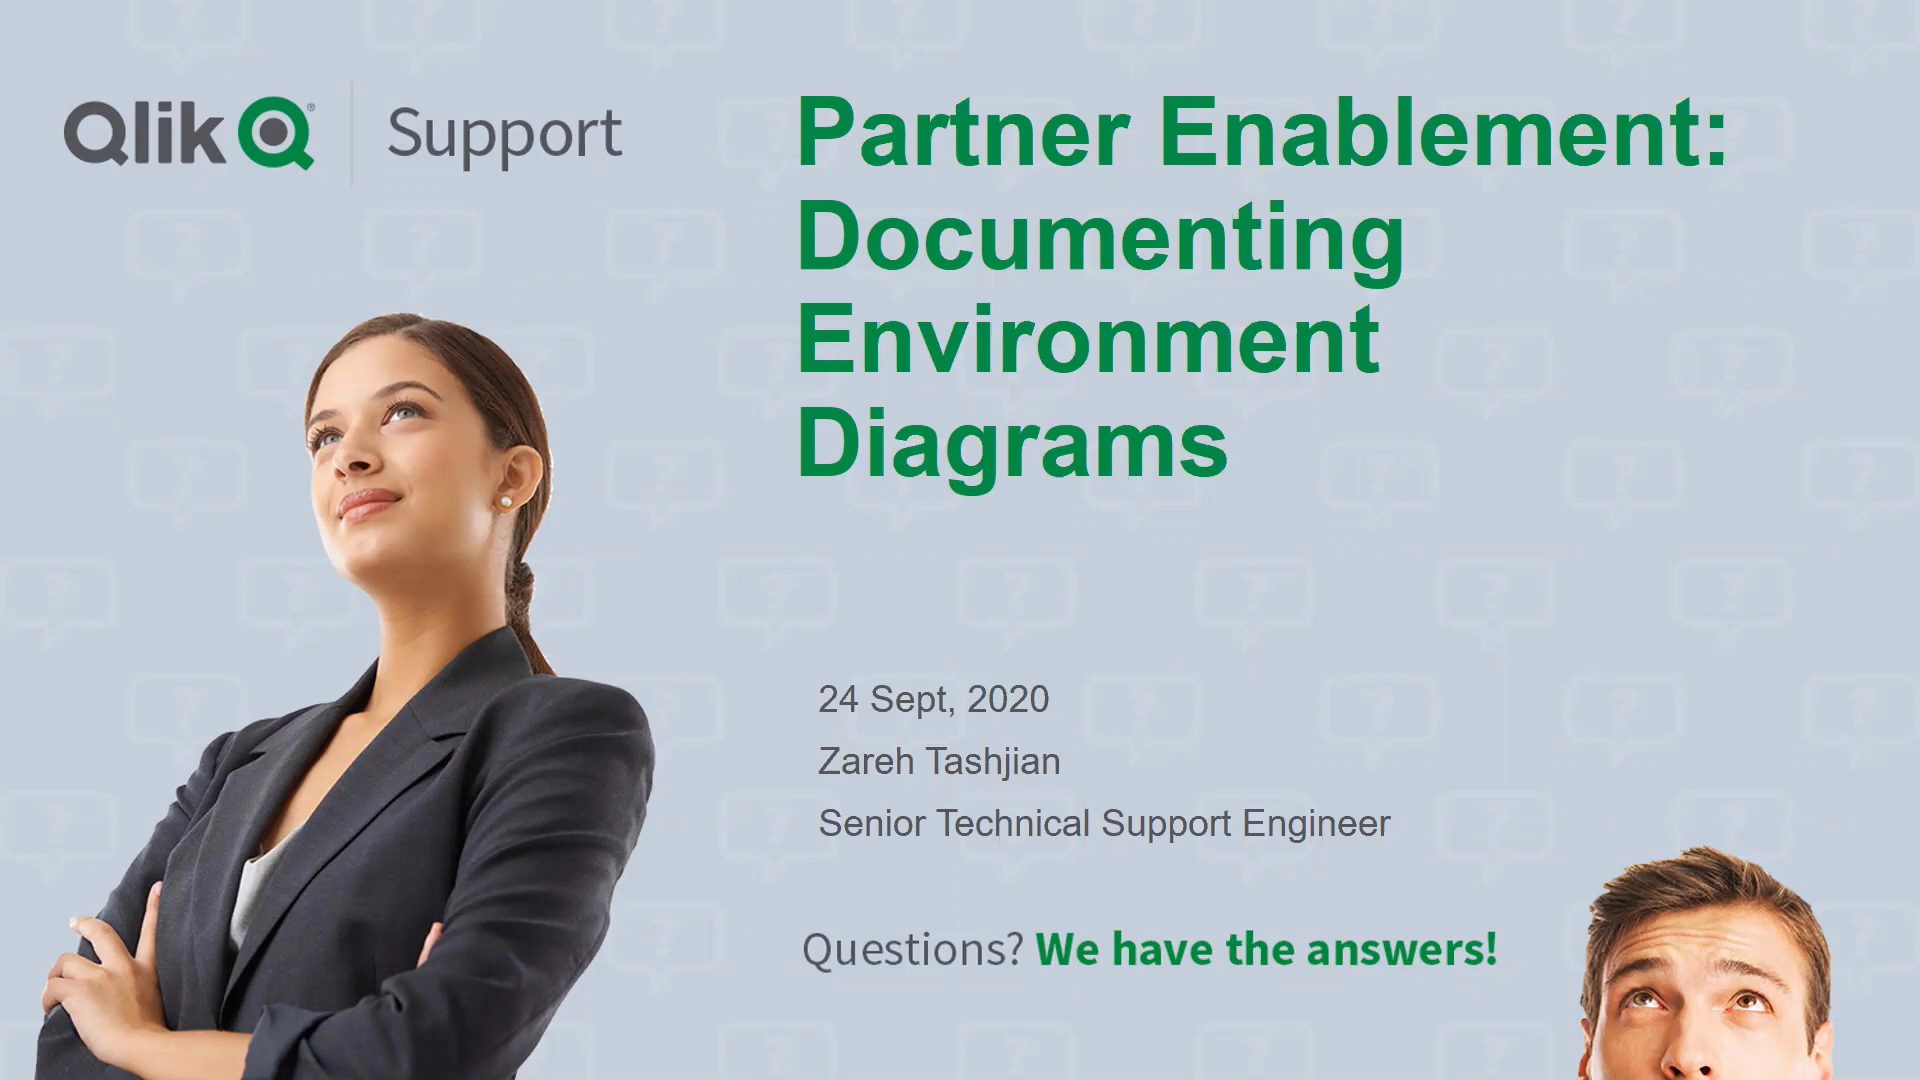 Qlik
Support
Partner Enablement:
Documenting
Environment
Diagrams
24 Sept, 2020
Zareh Tashjian
Senior Technical Support Engineer
Questions? We have the answers!